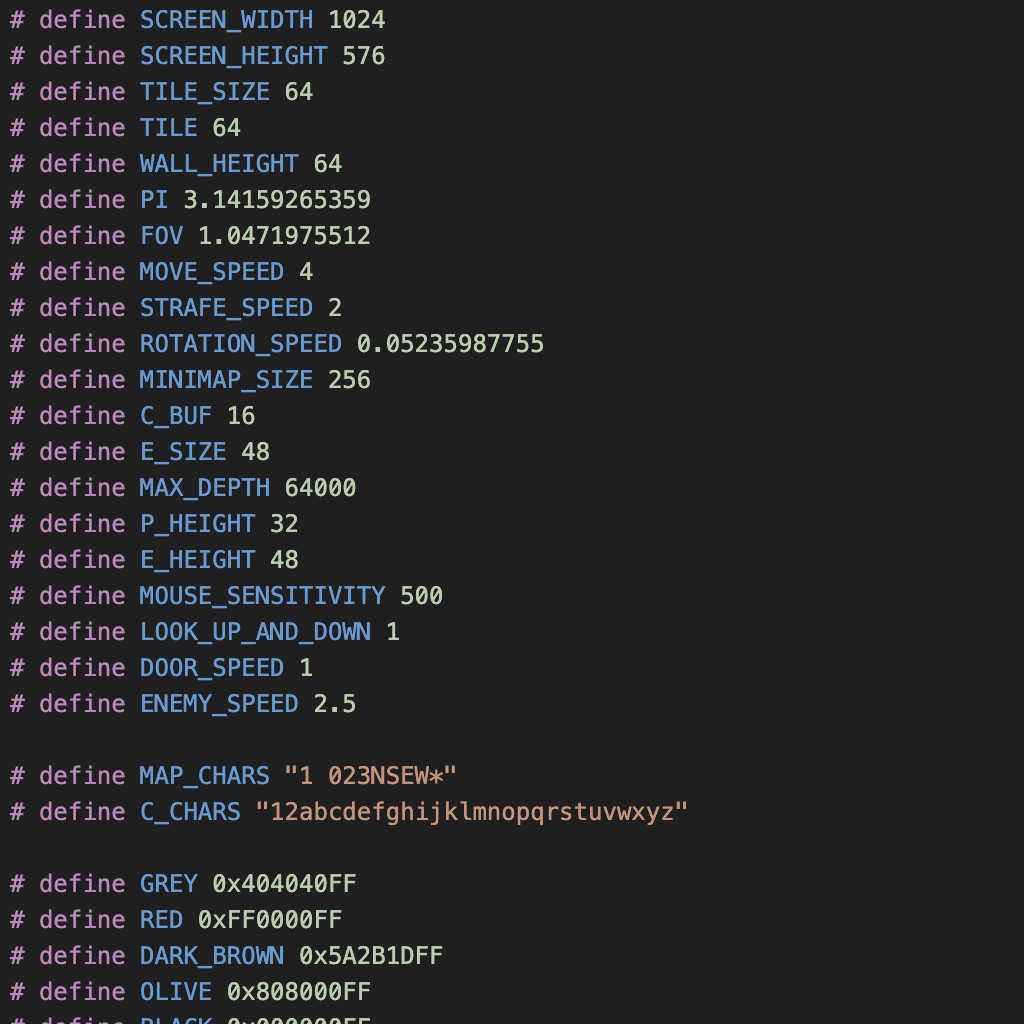 # define SCREEN_WIDTH 1024
# define SCREEN_HEIGHT 576
# define TILE_SIZE 64
# define TILE 64
# define WALL_HEIGHT 64
# define PI 3.14159265359
# define FOV 1.0471975512
# define MOVE_SPEED 4
# define STRAFE_SPEED 2
# define ROTATION_SPEED 0.05235987755
# define MINIMAP_SIZE 256
# define C_BUF 16
# define E_SIZE 48
# define MAX_DEPTH 64000
# define P_HEIGHT 32
# define E_HEIGHT 48
# define MOUSE_SENSITIVITY 500
# define LOOK_UP_AND_DOWN 1
# define DOOR_SPEED 1
# define ENEMY_SPEED 2.5
# define MAP_CHARS "1 023NSEW*"
# define C_CHARS "12abcdefghijklmnopqrstuvwxyz"
# define GREY 0x404040FF
# define RED 0xFF0000FF
# define DARK_BROWN 0x5A2B1DFF
# define OLIVE 0x808000FF
# define BLACK 0x000000FF